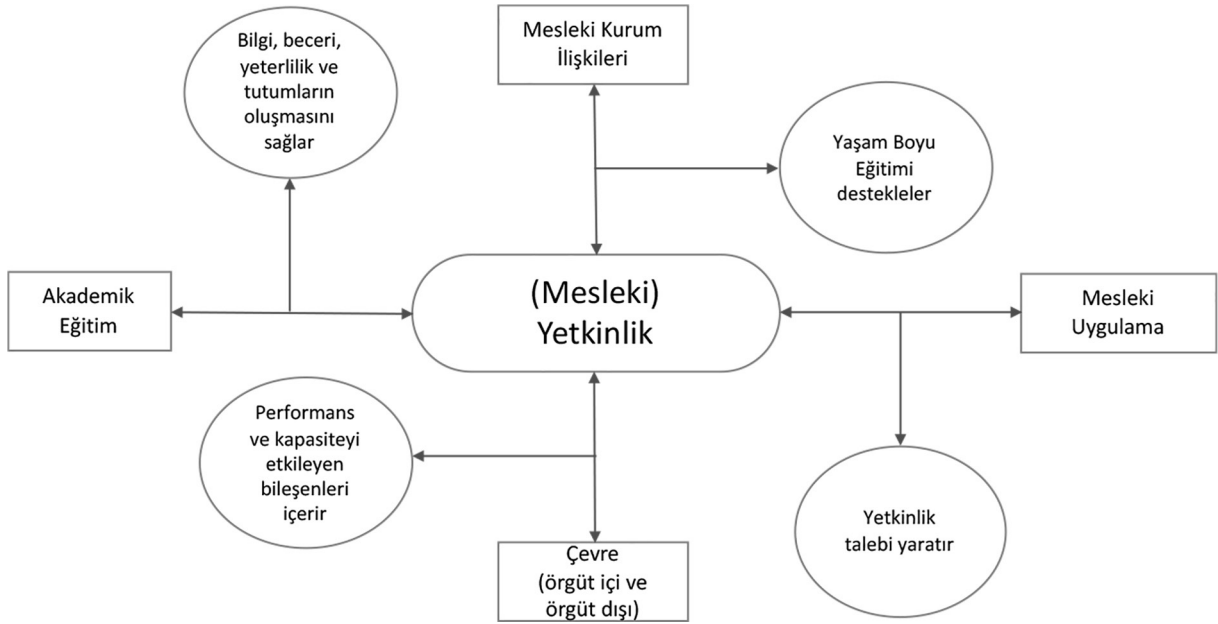 Bilgi, beceri,
yeterlilik ve
tutumların
oluşmasını
sağlar
Mesleki Kurum
İlişkileri
Yaşam Boyu
Eğitimi
destekleler
Akademik
Eğitim
(Mesleki)
Yetkinlik
Mesleki
Uygulama
Performans
ve kapasiteyi
etkileyen
bileşenleri
içerir
Çevre
(örgüt içi ve
örgüt dışı)
Yetkinlik
talebi yaratır